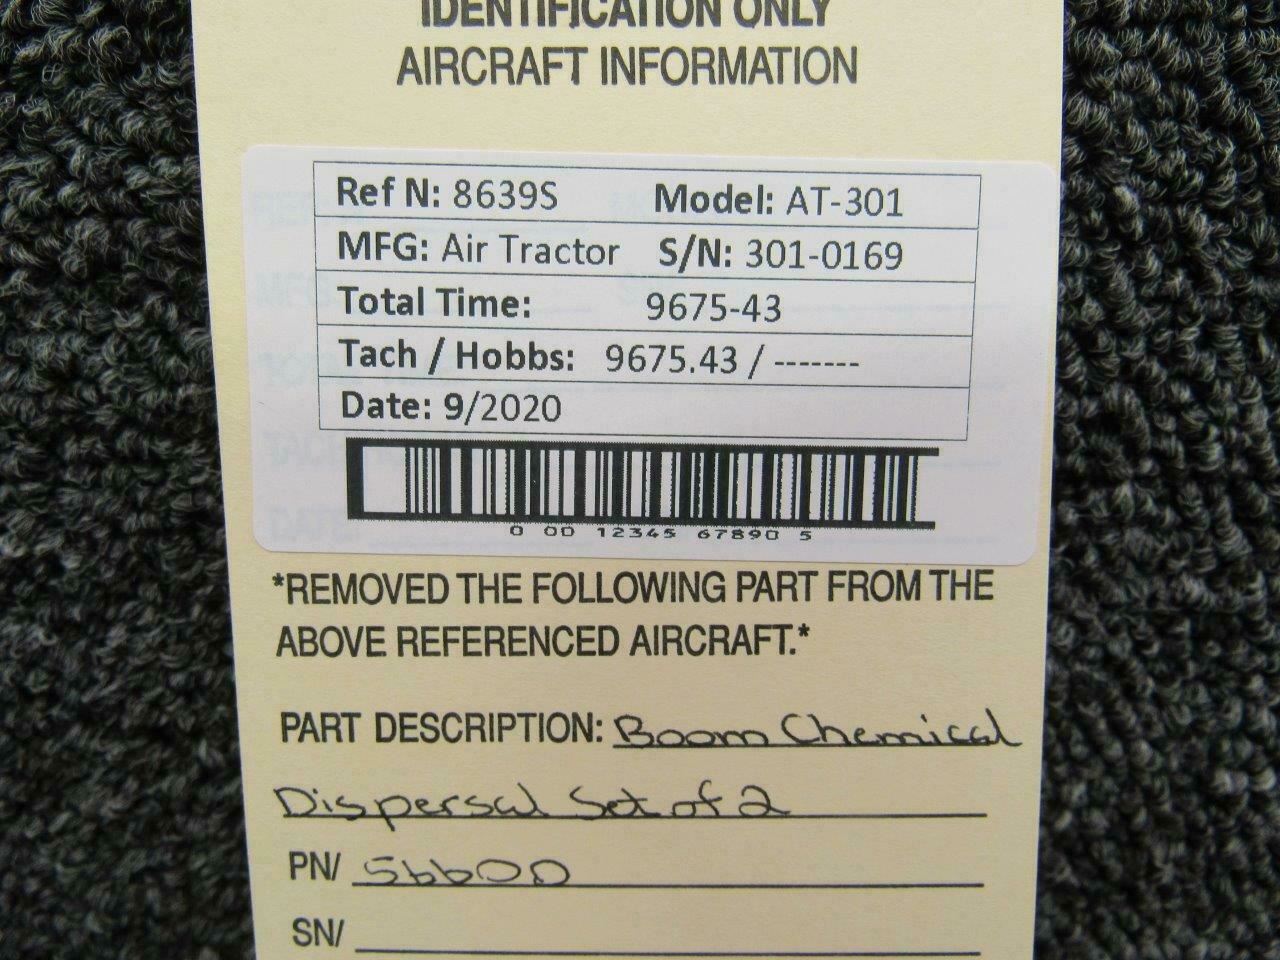 IDENTIFICATION ONLY
AIRCRAFT INFORMATION
Ref N: 8639S Model: AT-301
MFG: Air Tractor S/N: 301-0169
Total Time: 9675-43
Tach / Hobbs: 9675.43 / -------
Date: 9/2020
0 00 12345 67890 5
*REMOVED THE FOLLOWING PART FROM THE
ABOVE REFERENCED AIRCRAFT.*
PART DESCRIPTION: Boom Chemical
Dispersal Set of 2
PN/ 56600
SN/